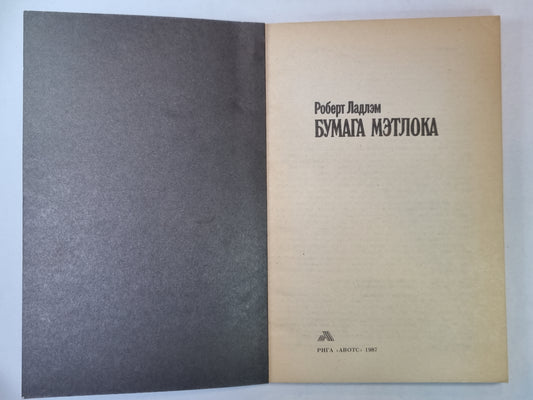 Роберт Ладлэм
БУМАГА МЭТЛОКА
РИГА «АВОТС» 1987